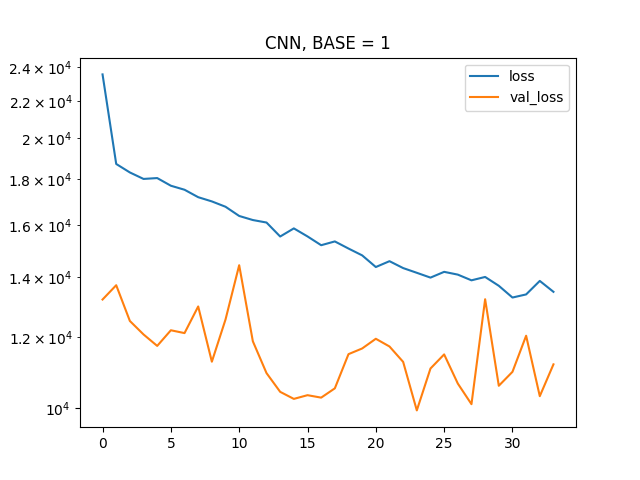 CNN, BASE = 1
loss
val_loss
2.4 × 10⁴
2.2 × 10⁴
2 × 10⁴
1.8 × 10⁴
1.6 × 10⁴
1.4 × 10⁴
1.2 × 10⁴
10⁴
0 5 10 15 20 25 30